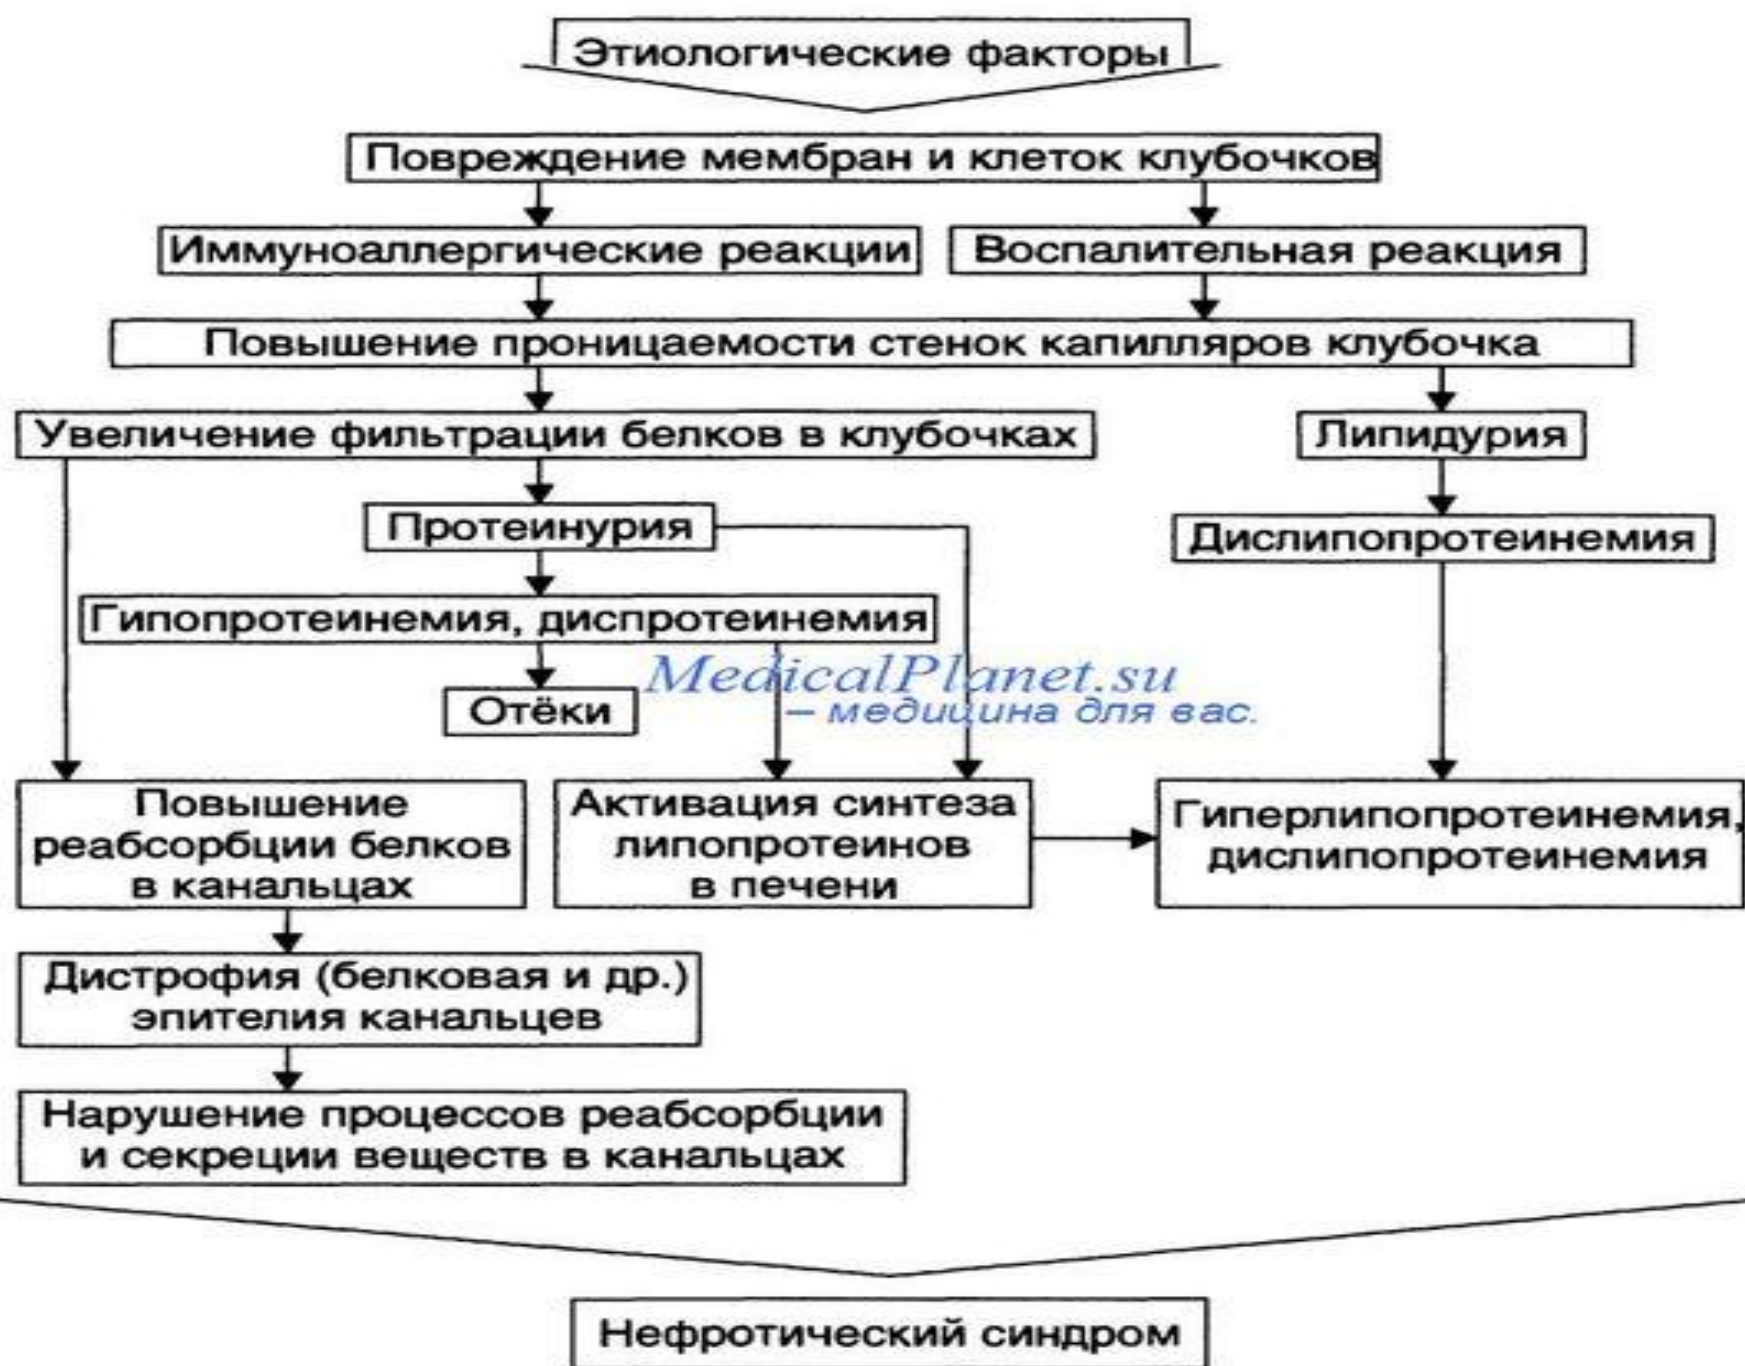 Этиологические факторы
Повреждение мембран и клеток клубочков
Иммуноаллергические реакции
Воспалительная реакция
Повышение проницаемости стенок капилляров клубочка
Увеличение фильтрации белков в клубочках
Липидурия
Протеинурия
Дислипопротеинемия
Гипопротеинемия, диспротеинемия
MedicalPlanet.su
– медицина для вас.
Отёки
Повышение
реабсорбции белков
в канальцах
Активация синтеза
липопротеинов
в печени
Гиперлипопротеинемия,
дислипопротеинемия
Дистрофия (белковая и др.)
эпителия канальцев
Нарушение процессов реабсорбции
и секреции веществ в канальцах
Нефротический синдром